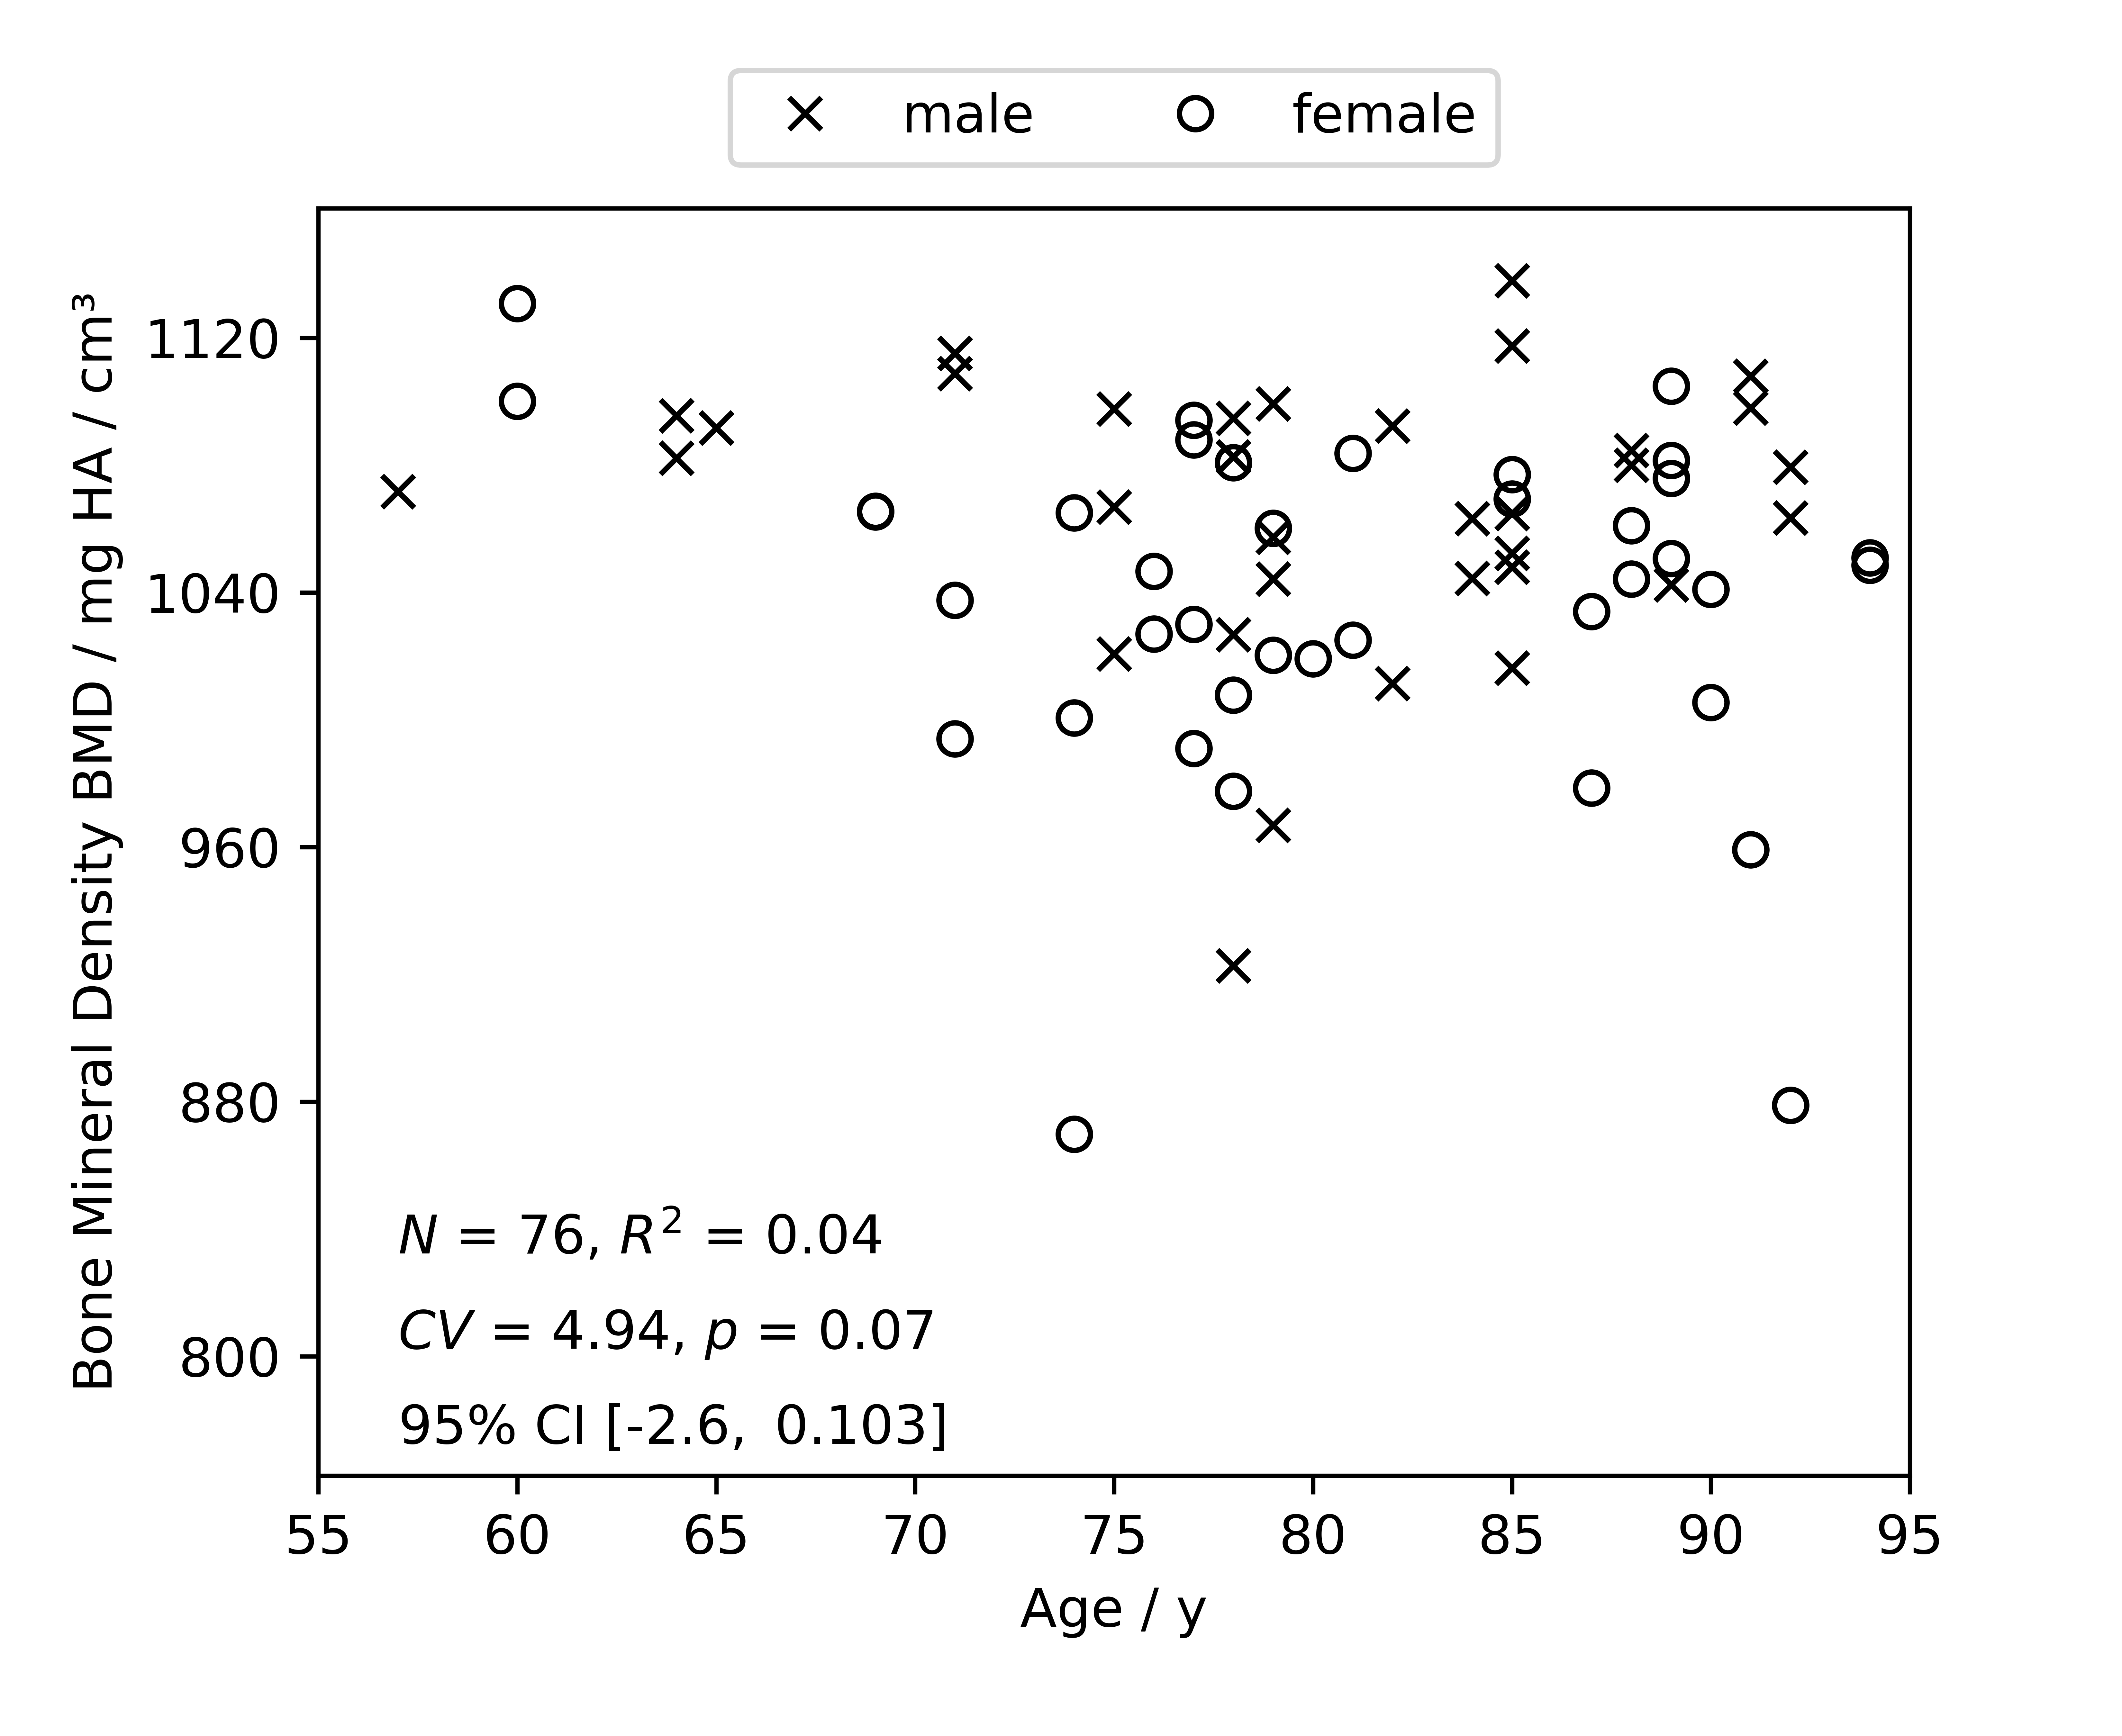 male female
Bone Mineral Density BMD / mg HA / cm³
1120
1040
960
880
800
N = 76, R² = 0.04
CV = 4.94, p = 0.07
95% CI [-2.6, 0.103]
55 60 65 70 75 80 85 90 95
Age / y